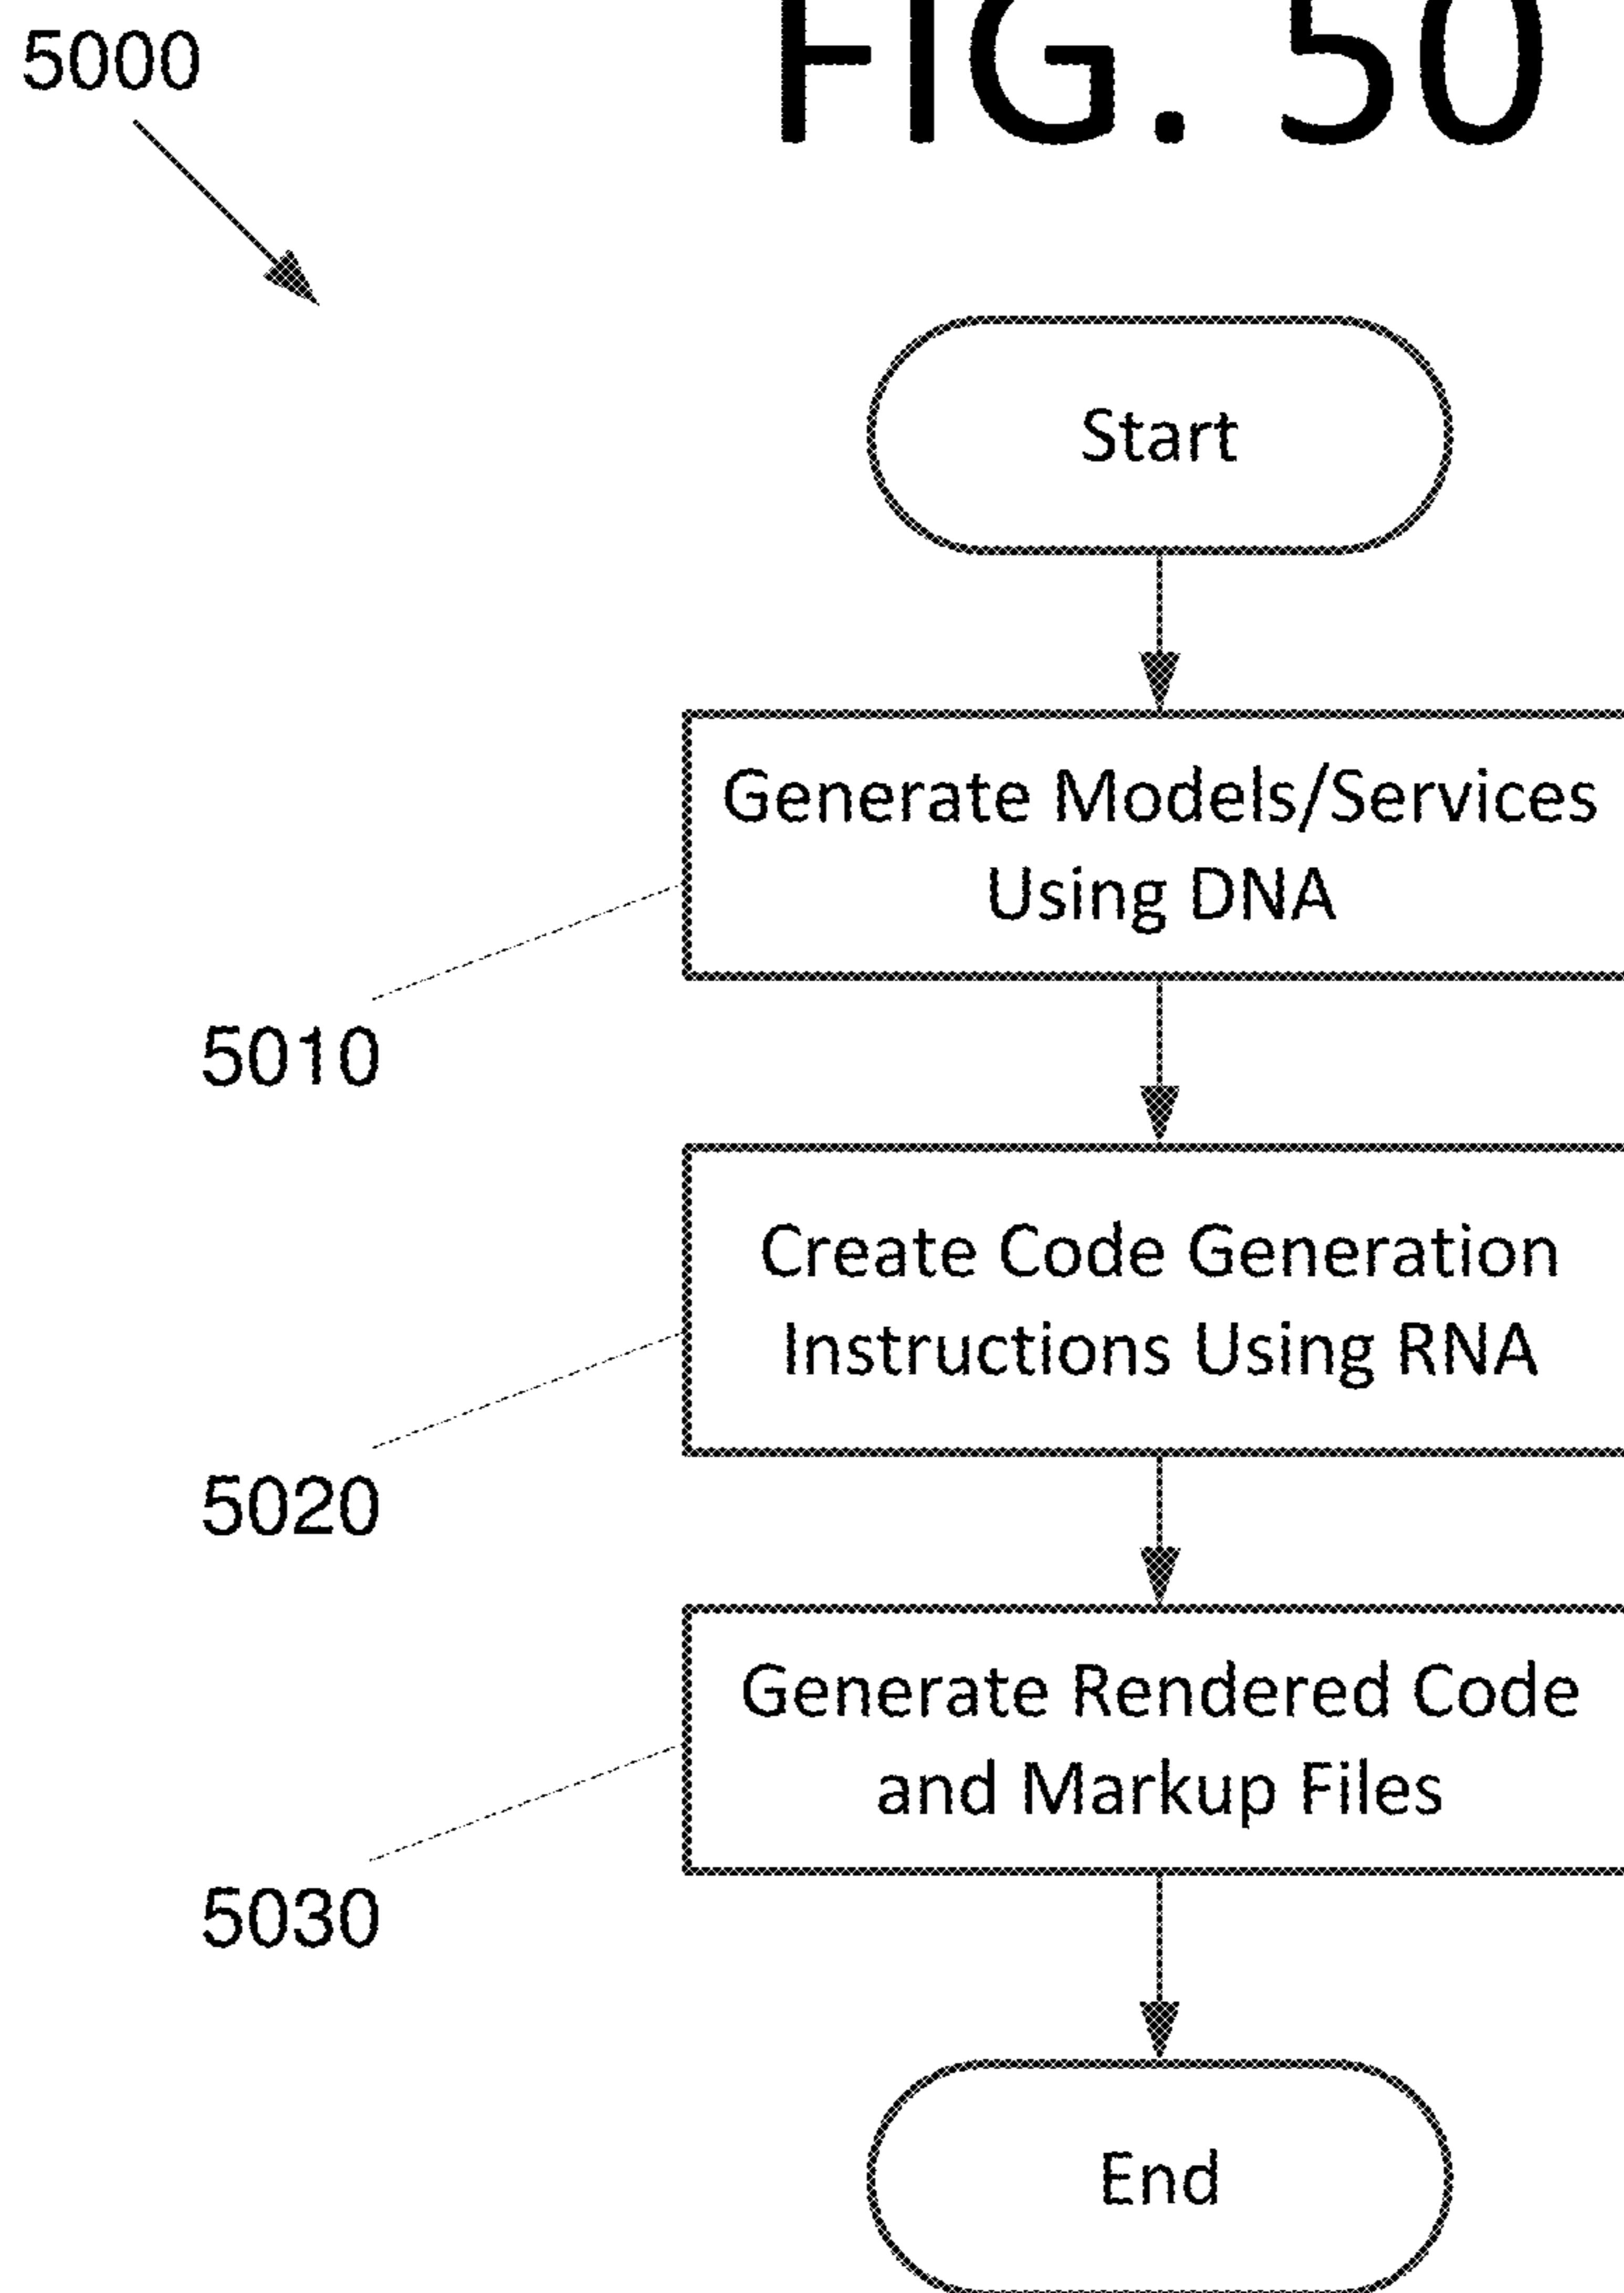 5000
FIG. 50
Start
Generate Models/Services
Using DNA
5010
Create Code Generation
Instructions Using RNA
5020
Generate Rendered Code
and Markup Files
5030
End